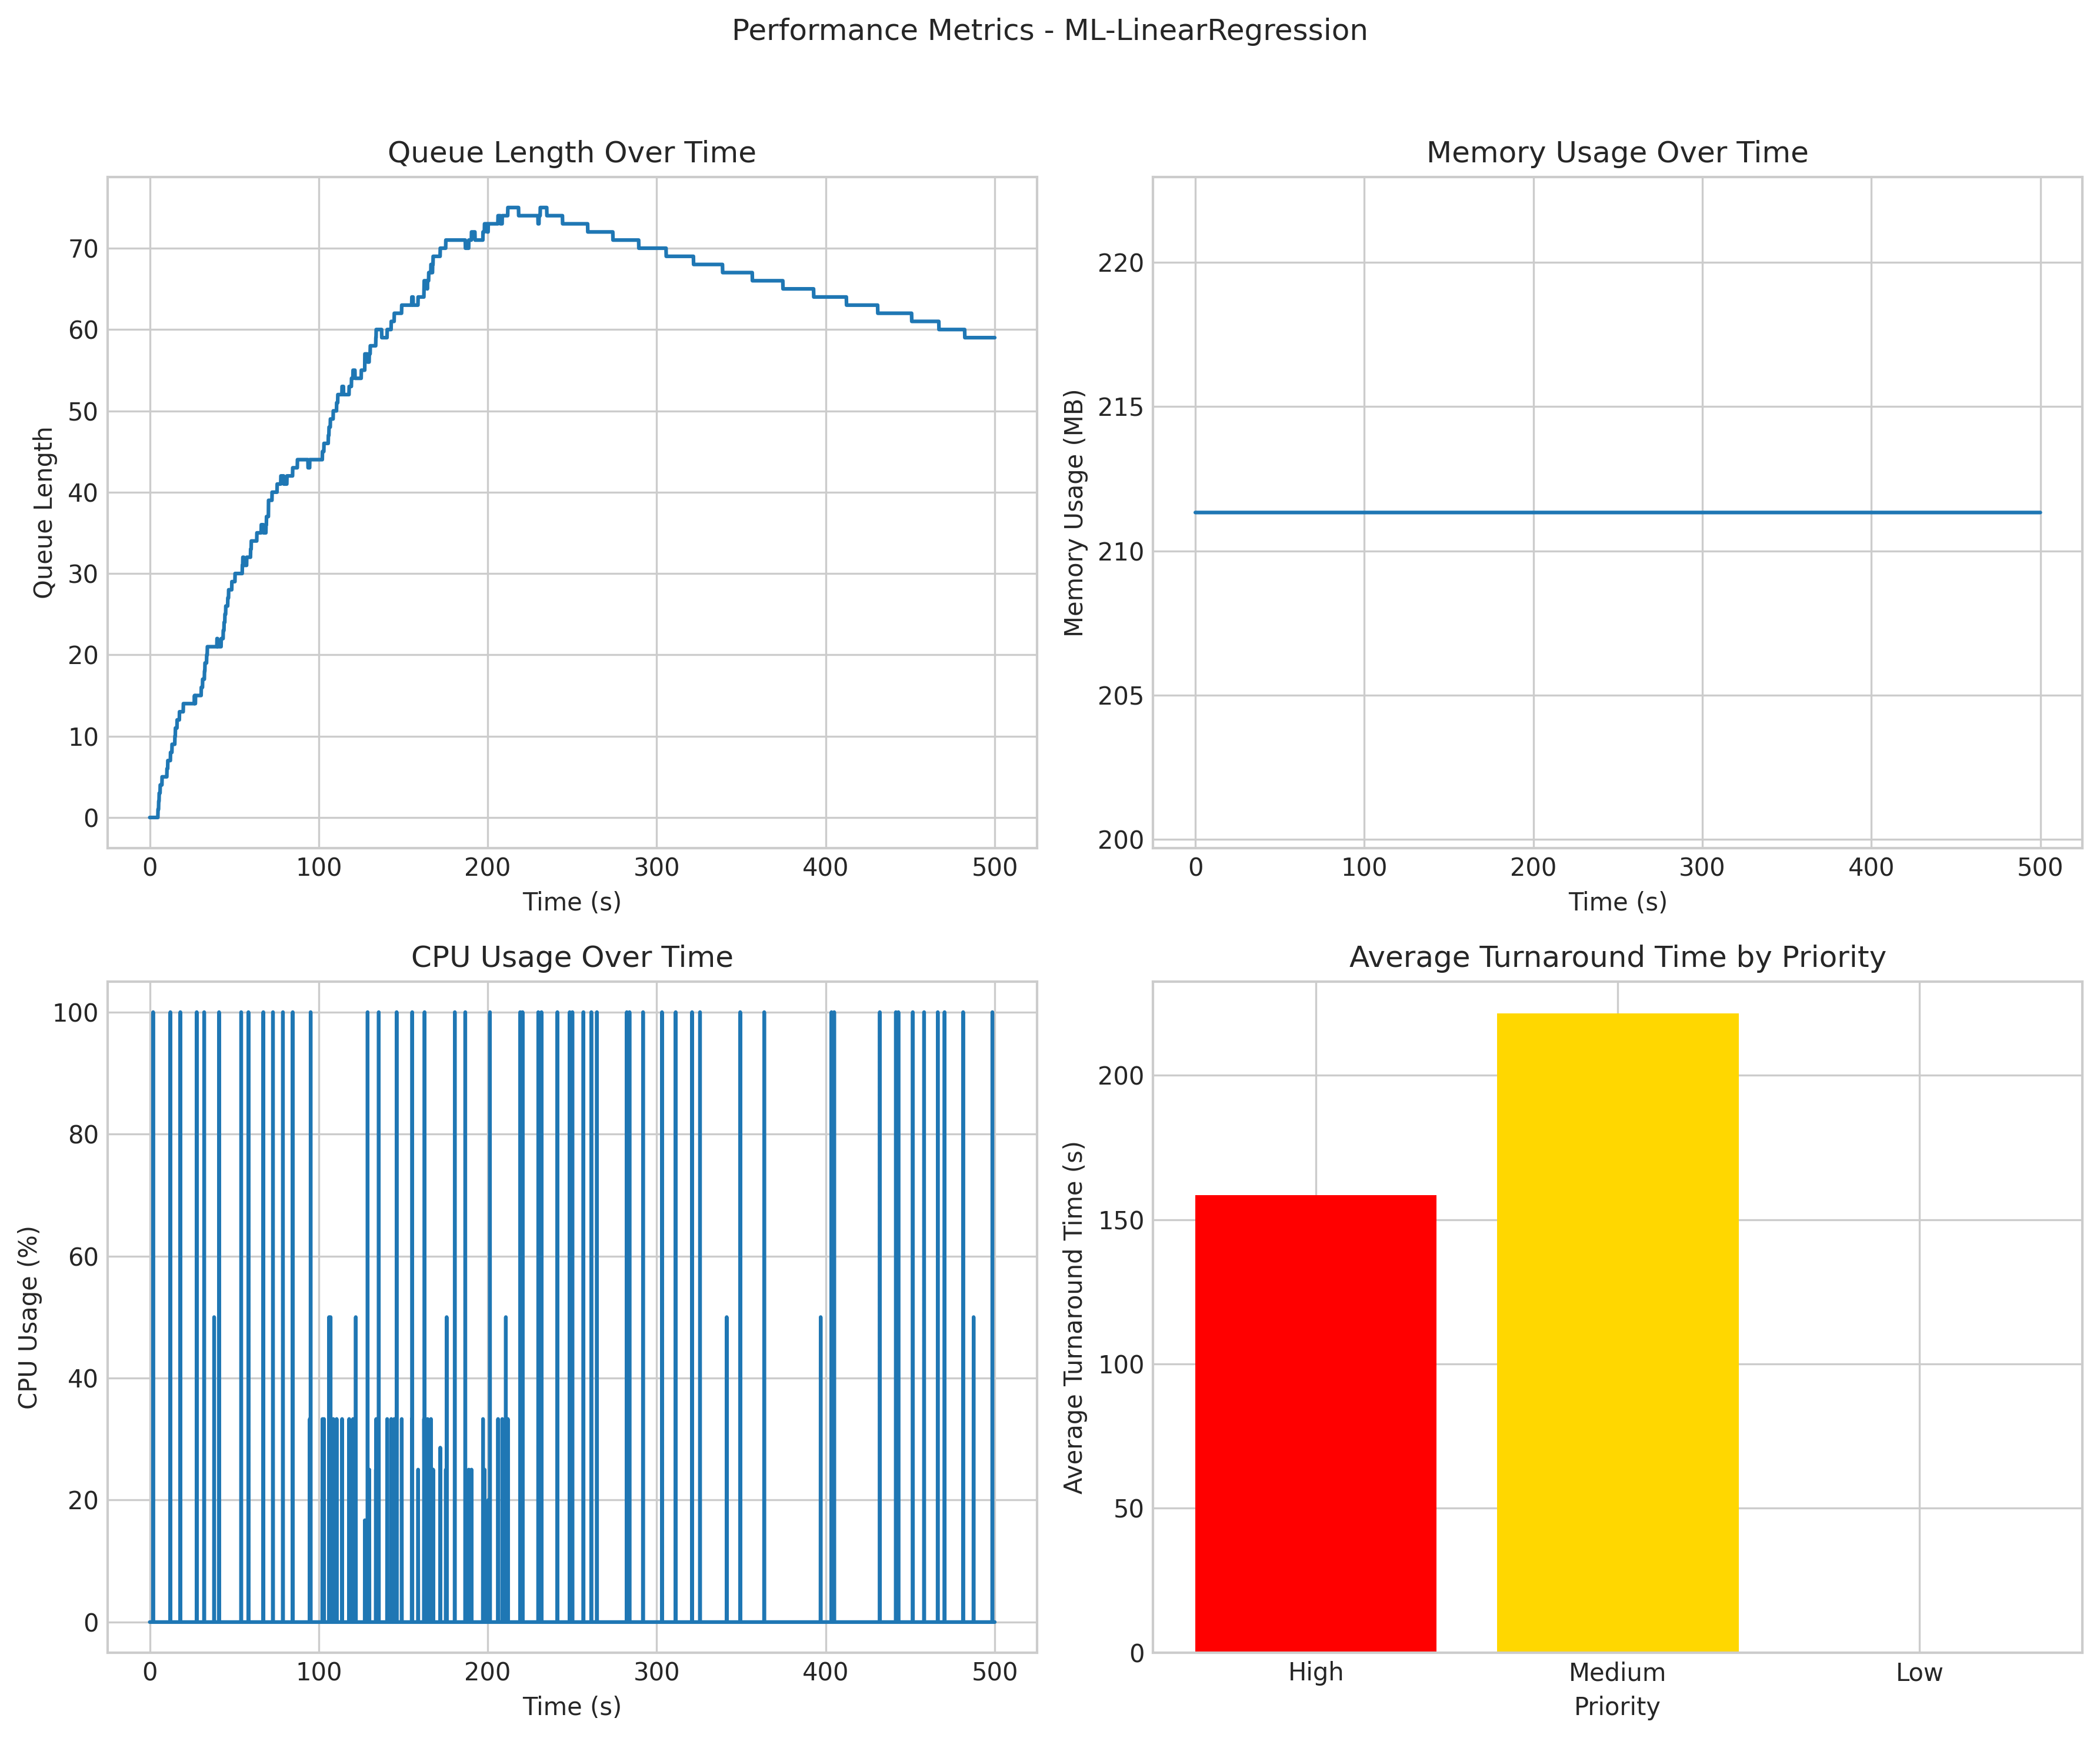 Performance Metrics - ML-LinearRegression
Queue Length Over Time
Queue Length
70
60
50
40
30
20
10
0
0 100 200 300 400 500
Time (s)
Memory Usage Over Time
Memory Usage (MB)
220
215
210
205
200
0 100 200 300 400 500
Time (s)
CPU Usage Over Time
CPU Usage (%)
100
80
60
40
20
0
0 100 200 300 400 500
Time (s)
Average Turnaround Time by Priority
Average Turnaround Time (s)
200
150
100
50
0
High Medium Low
Priority